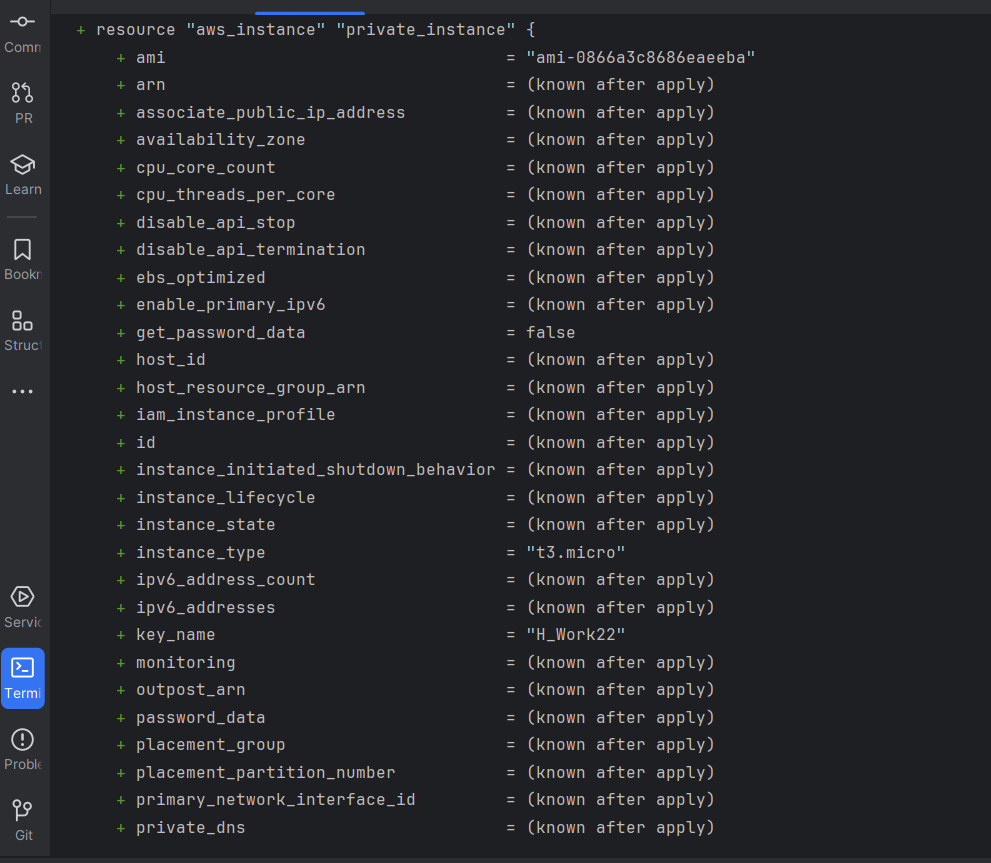 Comm
PR
Learn
Bookn
Struct
Servic
Termi
Proble
Git
+ resource "aws_instance" "private_instance" {
+ ami = "ami-0866a3c8686eaeeba"
+ arn = (known after apply)
+ associate_public_ip_address = (known after apply)
+ availability_zone = (known after apply)
+ cpu_core_count = (known after apply)
+ cpu_threads_per_core = (known after apply)
+ disable_api_stop = (known after apply)
+ disable_api_termination = (known after apply)
+ ebs_optimized = (known after apply)
+ enable_primary_ipv6 = (known after apply)
+ get_password_data = false
+ host_id = (known after apply)
+ host_resource_group_arn = (known after apply)
+ iam_instance_profile = (known after apply)
+ id = (known after apply)
+ instance_initiated_shutdown_behavior = (known after apply)
+ instance_lifecycle = (known after apply)
+ instance_state = (known after apply)
+ instance_type = "t3.micro"
+ ipv6_address_count = (known after apply)
+ ipv6_addresses = (known after apply)
+ key_name = "H_Work22"
+ monitoring = (known after apply)
+ outpost_arn = (known after apply)
+ password_data = (known after apply)
+ placement_group = (known after apply)
+ placement_partition_number = (known after apply)
+ primary_network_interface_id = (known after apply)
+ private_dns = (known after apply)